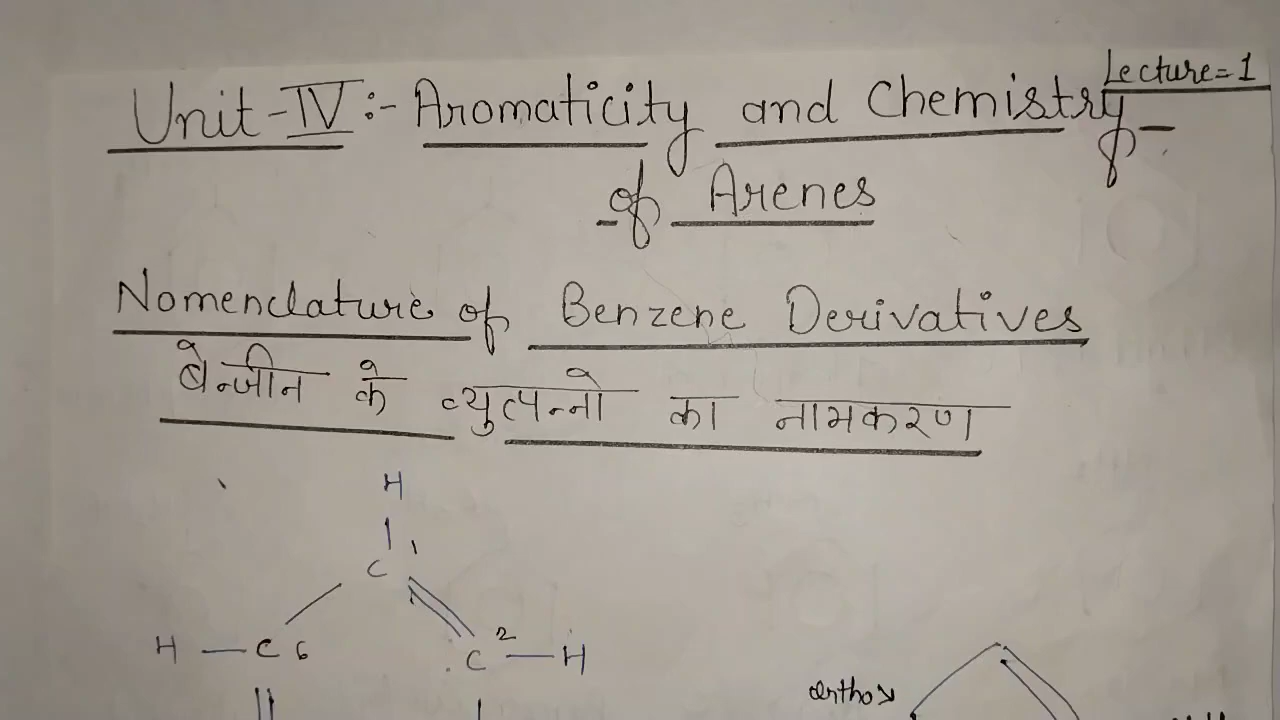 Lecture=1
Unit-IV:- Aromaticity and Chemistry-
of Arenes
Nomenclature of Benzene Derivatives
बेन्जीन के व्युत्पन्नो का नामकरण
H
C 1
H — C 6
C 2 — H
ortho